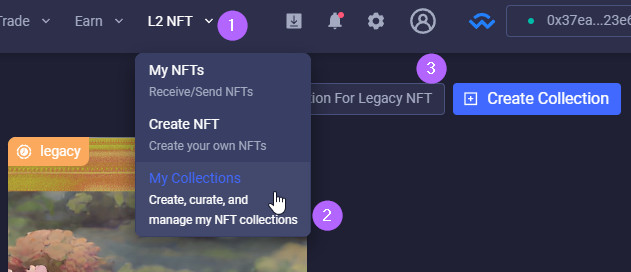 Trade Earn L2 NFT 1 0x37ea...23e6
My NFTs
Receive/Send NFTs
Create NFT
Create your own NFTs
My Collections
Create, curate, and
manage my NFT collections
2
3
tion For Legacy NFT
Create Collection
legacy